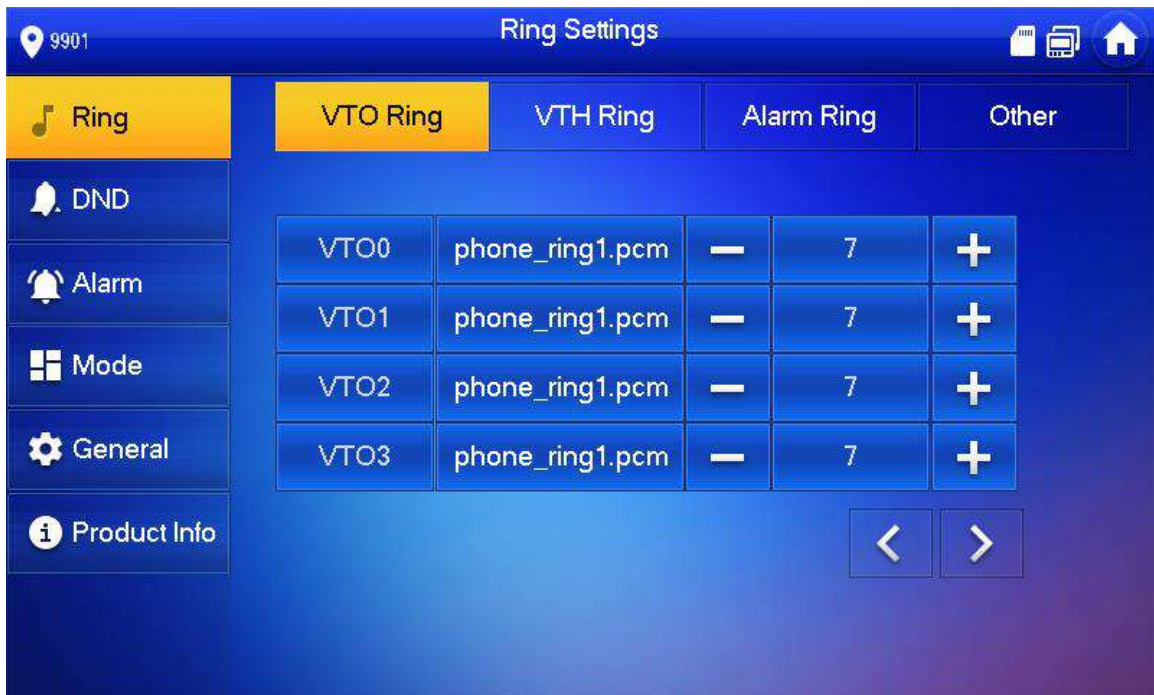 9901
Ring Settings
Ring
DND
Alarm
Mode
General
Product Info
VTO Ring
VTH Ring
Alarm Ring
Other
VTO0 phone_ring1.pcm 7
VTO1 phone_ring1.pcm 7
VTO2 phone_ring1.pcm 7
VTO3 phone_ring1.pcm 7